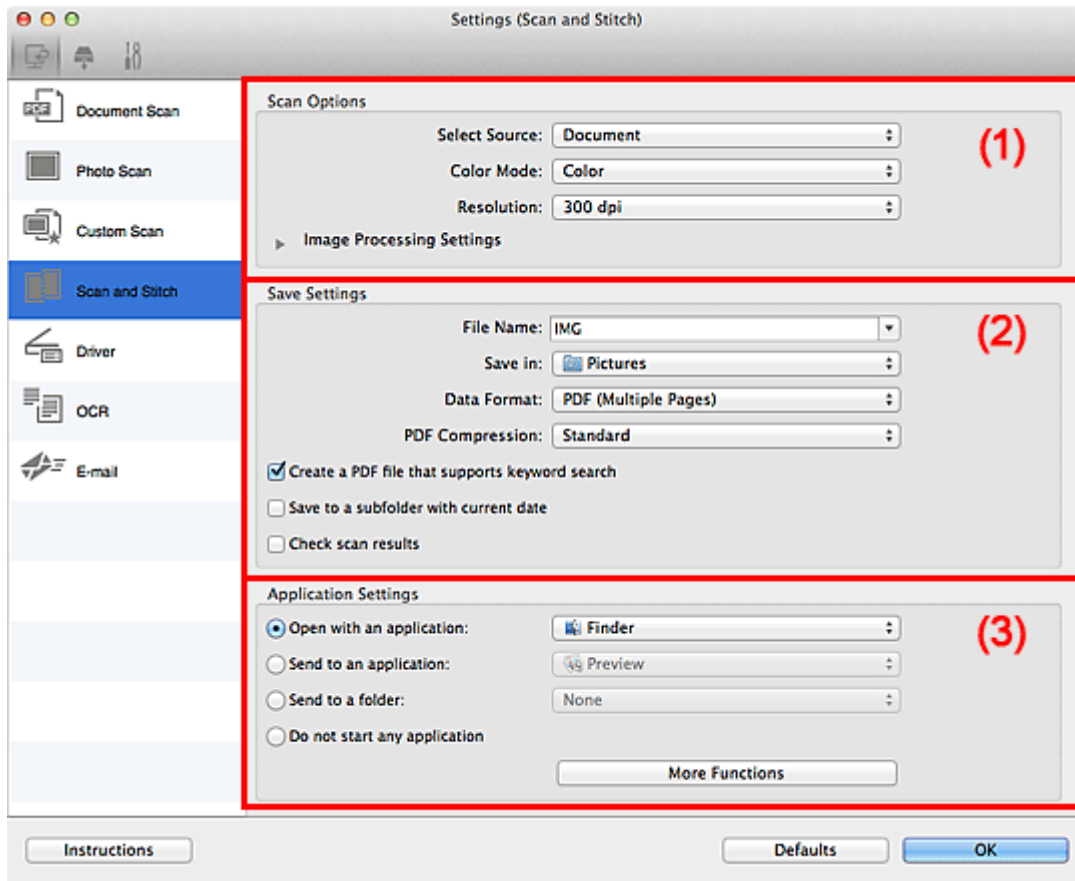 Settings (Scan and Stitch)
Document Scan
Photo Scan
Custom Scan
Scan and Stitch
Driver
OCR
E-mail
Scan Options
(1)
Select Source: Document
Color Mode: Color
Resolution: 300 dpi
Image Processing Settings
Save Settings
(2)
File Name: IMG
Save in: Pictures
Data Format: PDF (Multiple Pages)
PDF Compression: Standard
Create a PDF file that supports keyword search
Save to a subfolder with current date
Check scan results
Application Settings
(3)
Open with an application: Finder
Send to an application: Preview
Send to a folder: None
Do not start any application
More Functions
Instructions Defaults OK